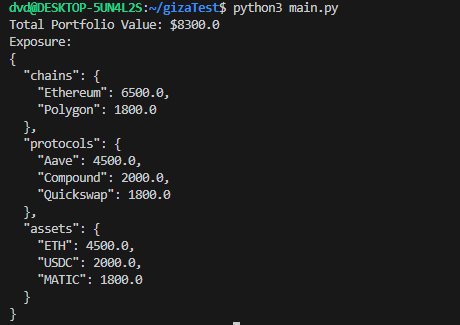 dvd@DESKTOP-5UN4L2S:~/gizaTest$ python3 main.py
Total Portfolio Value: $8300.0
Exposure:
{
  "chains": {
    "Ethereum": 6500.0,
    "Polygon": 1800.0
  },
  "protocols": {
    "Aave": 4500.0,
    "Compound": 2000.0,
    "Quickswap": 1800.0
  },
  "assets": {
    "ETH": 4500.0,
    "USDC": 2000.0,
    "MATIC": 1800.0
  }
}